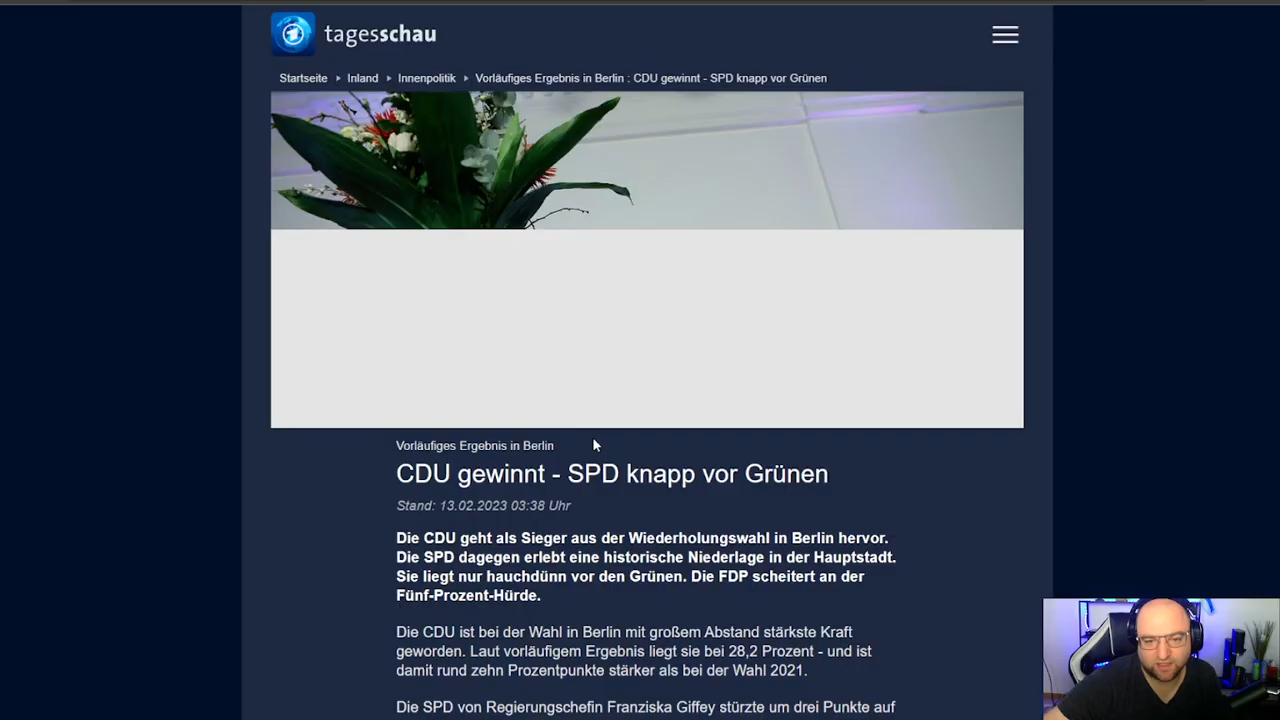 tagesschau
Startseite ▸ Inland ▸ Innenpolitik ▸ Vorläufiges Ergebnis in Berlin : CDU gewinnt - SPD knapp vor Grünen
Vorläufiges Ergebnis in Berlin
CDU gewinnt - SPD knapp vor Grünen
Stand: 13.02.2023 03:38 Uhr
Die CDU geht als Sieger aus der Wiederholungswahl in Berlin hervor.
Die SPD dagegen erlebt eine historische Niederlage in der Hauptstadt.
Sie liegt nur hauchdünn vor den Grünen. Die FDP scheitert an der
Fünf-Prozent-Hürde.
Die CDU ist bei der Wahl in Berlin mit großem Abstand stärkste Kraft
geworden. Laut vorläufigem Ergebnis liegt sie bei 28,2 Prozent - und ist
damit rund zehn Prozentpunkte stärker als bei der Wahl 2021.
Die SPD von Regierungschefin Franziska Giffey stürzte um drei Punkte auf